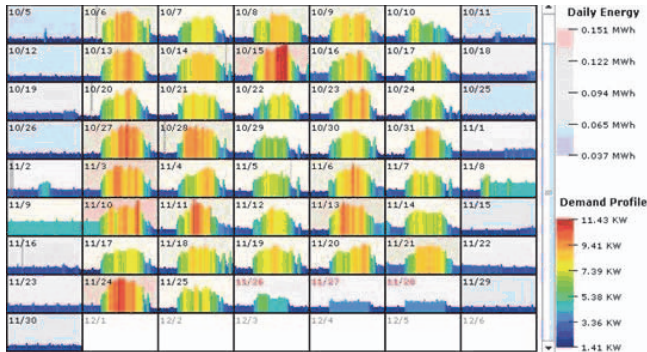 10/5 10/6 10/7 10/8 10/9 10/10 10/11
10/12 10/13 10/14 10/15 10/16 10/17 10/18
10/19 10/20 10/21 10/22 10/23 10/24 10/25
10/26 10/27 10/28 10/29 10/30 10/31 11/1
11/2 11/3 11/4 11/5 11/6 11/7 11/8
11/9 11/10 11/11 11/12 11/13 11/14 11/15
11/16 11/17 11/18 11/19 11/20 11/21 11/22
11/23 11/24 11/25 11/26 11/27 11/28 11/29
11/30 12/1 12/2 12/3 12/4 12/5 12/6
Daily Energy
0.151 MWh
0.122 MWh
0.094 MWh
0.065 MWh
0.037 MWh
Demand Profile
11.43 KW
9.41 KW
7.39 KW
5.38 KW
3.36 KW
1.41 KW